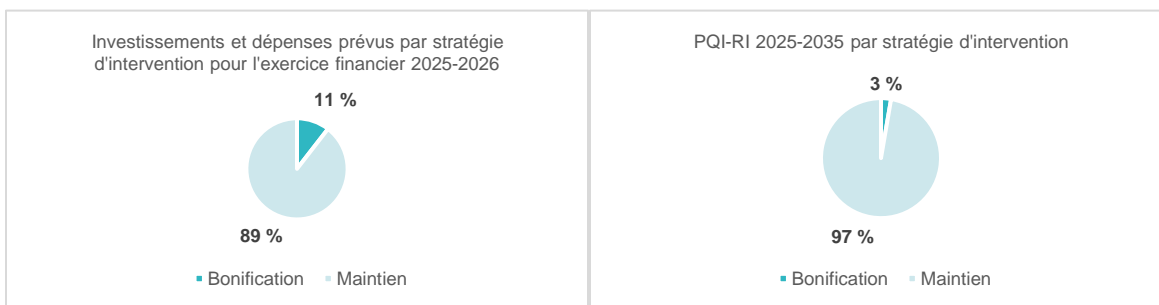 Investissements et dépenses prévus par stratégie
d'intervention pour l'exercice financier 2025-2026
11 %
89 %
Bonification Maintien
PQI-RI 2025-2035 par stratégie d'intervention
3 %
97 %
Bonification Maintien